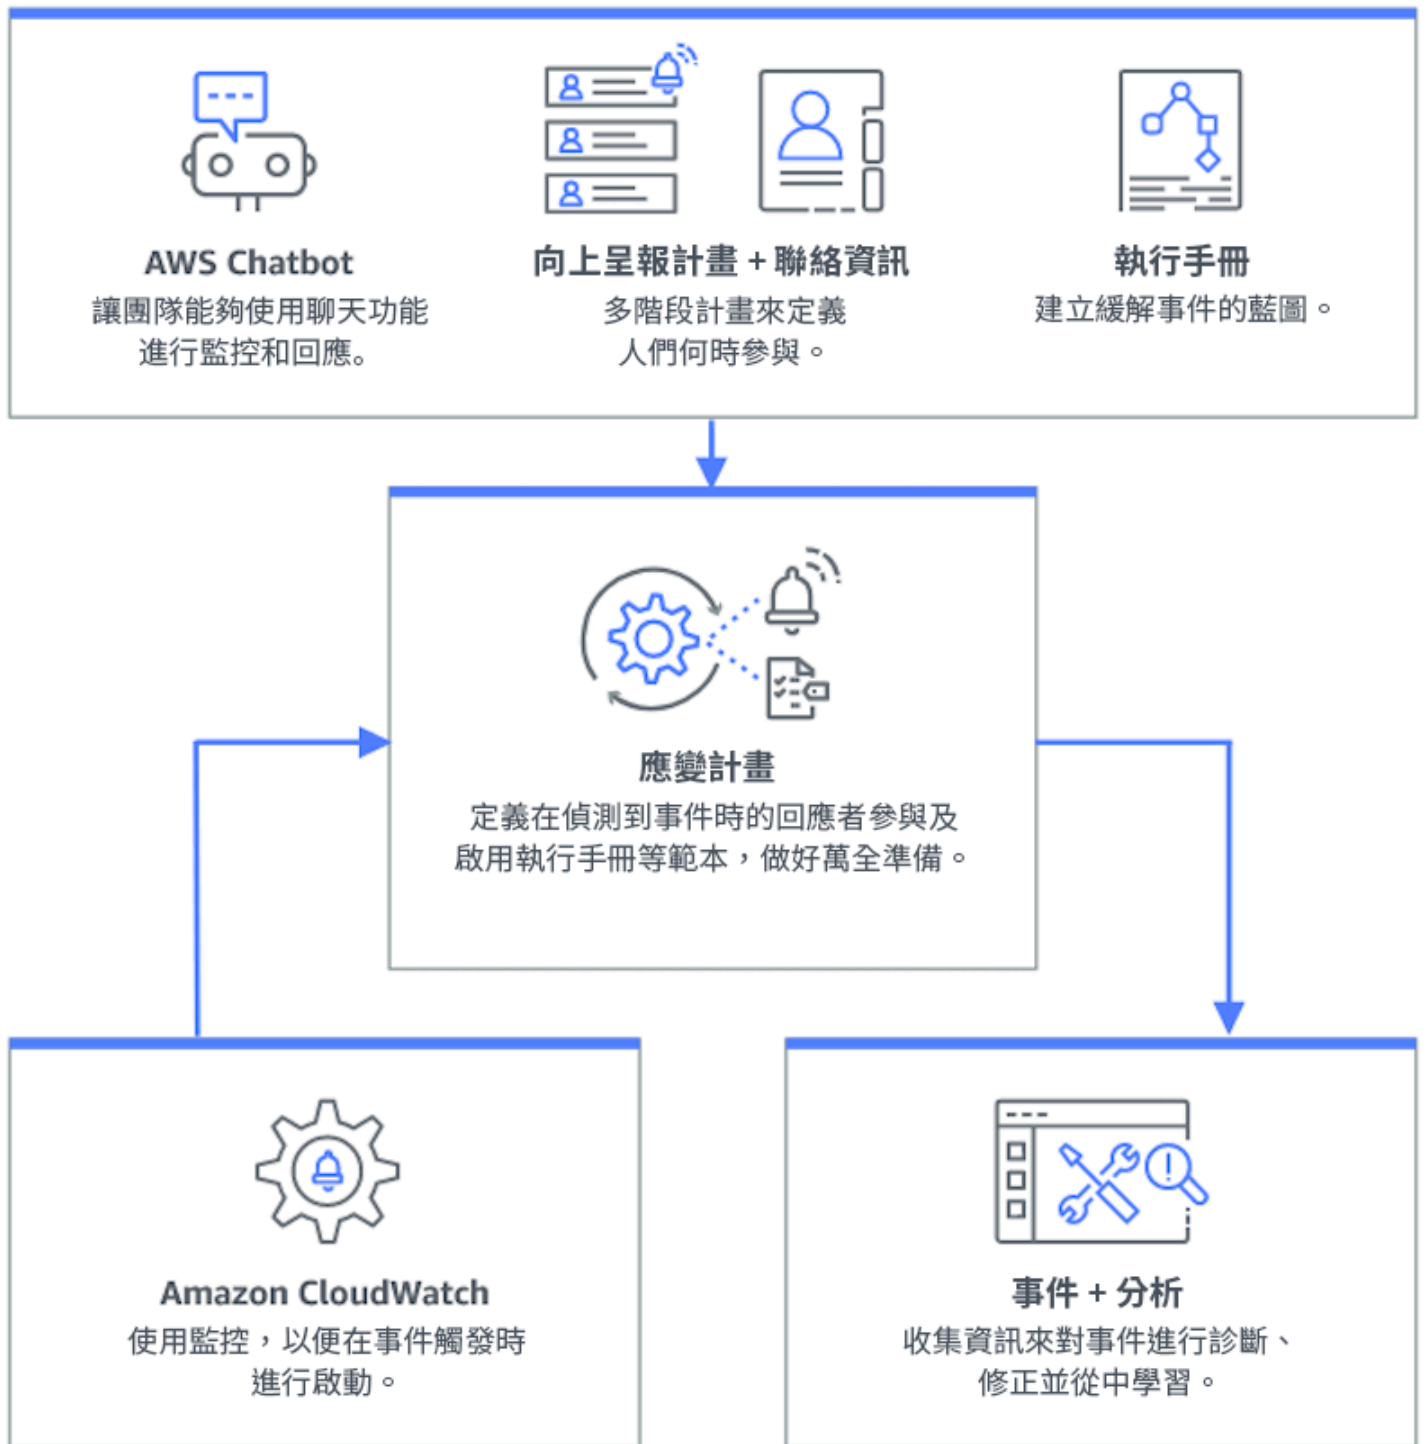 AWS Chatbot
讓團隊能夠使用聊天功能
進行監控和回應。
向上呈報計畫 + 聯絡資訊
多階段計畫來定義
人們何時參與。
執行手冊
建立緩解事件的藍圖。
應變計畫
定義在偵測到事件時的回應者參與及
啟用執行手冊等範本，做好萬全準備。
Amazon CloudWatch
使用監控，以便在事件觸發時
進行啟動。
事件 + 分析
收集資訊來對事件進行診斷、
修正並從中學習。